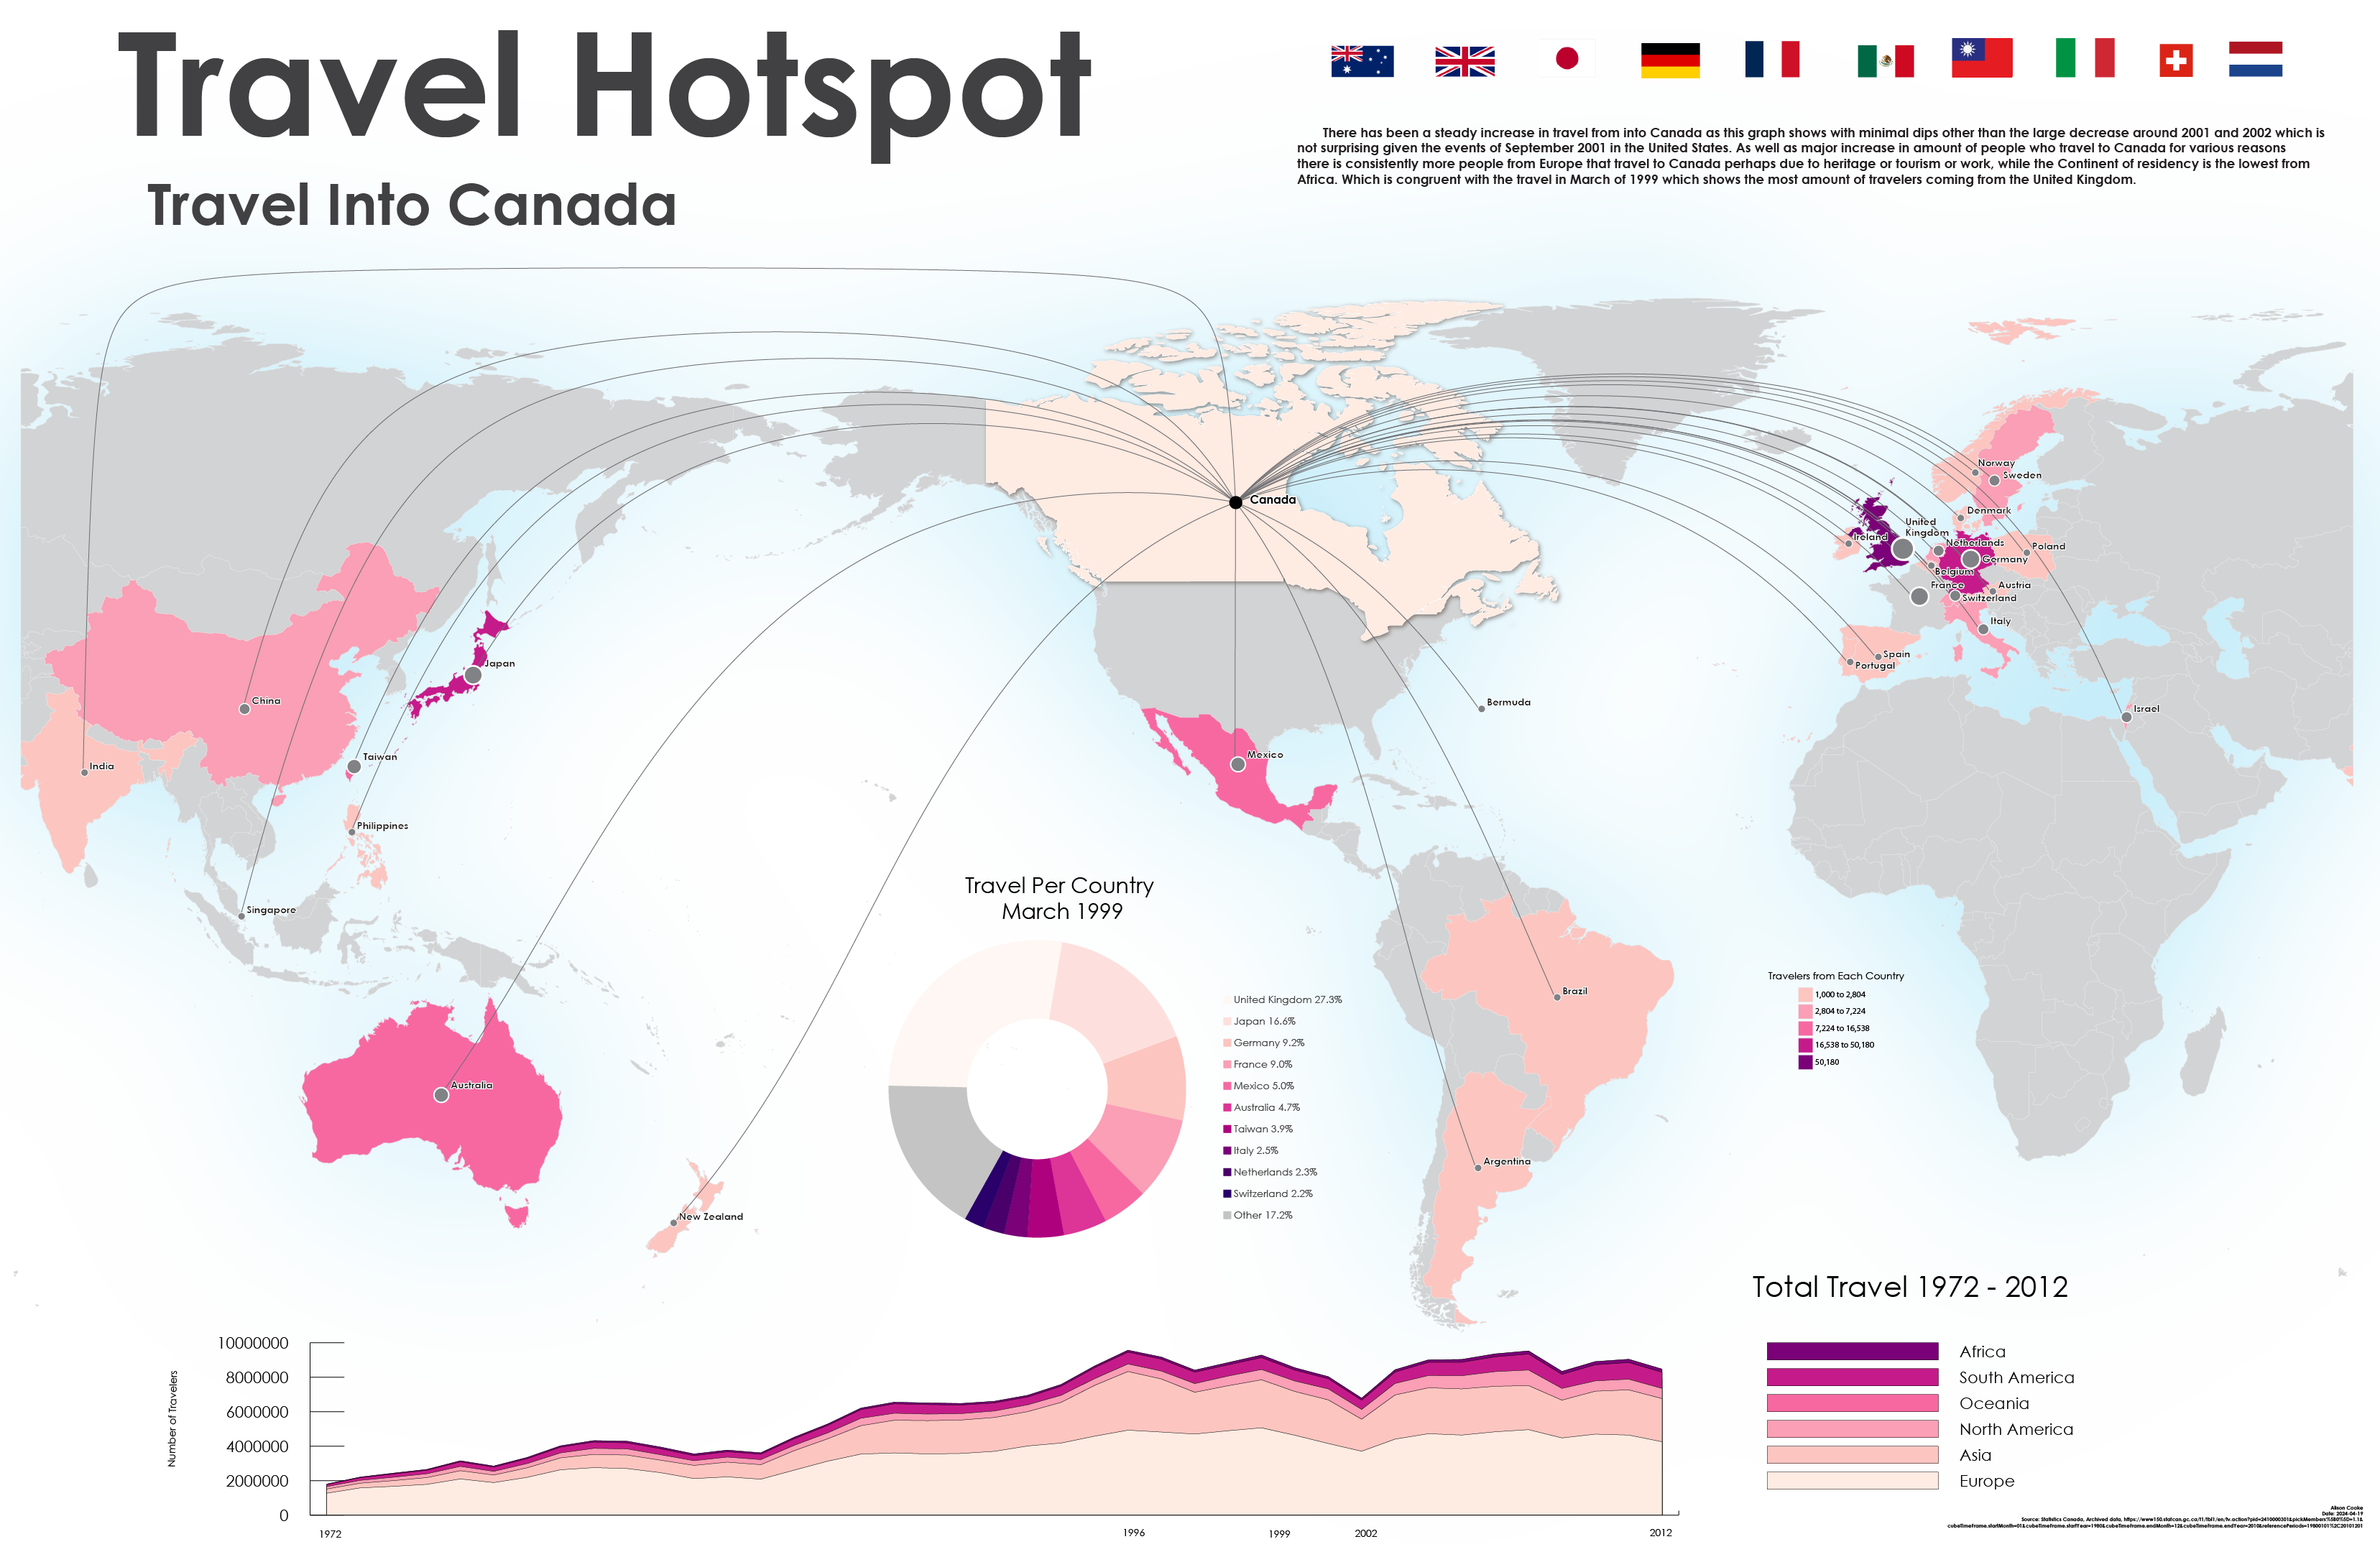 Travel Hotspot
Travel Into Canada
There has been a steady increase in travel from into Canada as this graph shows with minimal dips other than the large decrease around 2001 and 2002 which is
not surprising given the events of September 2001 in the United States. As well as major increase in amount of people who travel to Canada for various reasons
there is consistently more people from Europe that travel to Canada perhaps due to heritage or tourism or work, while the Continent of residency is the lowest from
Africa. Which is congruent with the travel in March of 1999 which shows the most amount of travelers coming from the United Kingdom.
Norway
Sweden
Canada
Denmark
United
Kingdom
Ireland
Netherlands
Poland
Germany
Belgium
France
Austria
Switzerland
Italy
Spain
Portugal
Japan
China
Bermuda
Israel
Taiwan
Mexico
India
Philippines
Singapore
Brazil
Australia
Argentina
New Zealand
Travel Per Country
March 1999
United Kingdom 27.3%
Japan 16.6%
Germany 9.2%
France 9.0%
Mexico 5.0%
Australia 4.7%
Taiwan 3.9%
Italy 2.5%
Netherlands 2.3%
Switzerland 2.2%
Other 17.2%
Travelers from Each Country
1,000 to 2,804
2,804 to 7,224
7,224 to 16,538
16,538 to 50,180
50,180
Total Travel 1972 - 2012
Africa
South America
Oceania
North America
Asia
Europe
Number of Travelers
10000000
8000000
6000000
4000000
2000000
0
1972
1996
1999
2002
2012
Alison Cooke
Date: 2024-04-19
Source: Statistics Canada, Archived data,